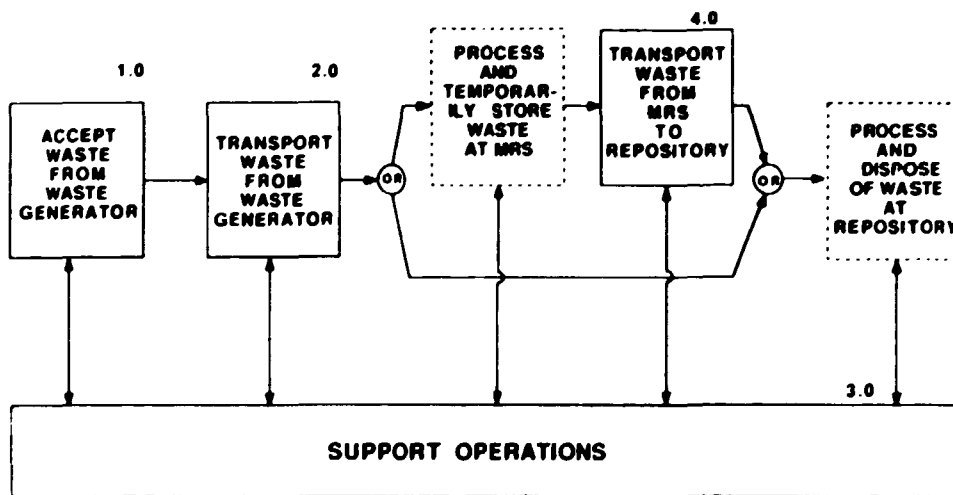 1.0
ACCEPT
WASTE
FROM
WASTE
GENERATOR
2.0
TRANSPORT
WASTE
FROM
WASTE
GENERATOR
OR
PROCESS
AND
TEMPORAR-
ILY STORE
WASTE
AT MRS
4.0
TRANSPORT
WASTE
FROM
MRS
TO
REPOSITORY
OR
PROCESS
AND
DISPOSE
OF WASTE
AT
REPOSITORY
3.0
SUPPORT OPERATIONS